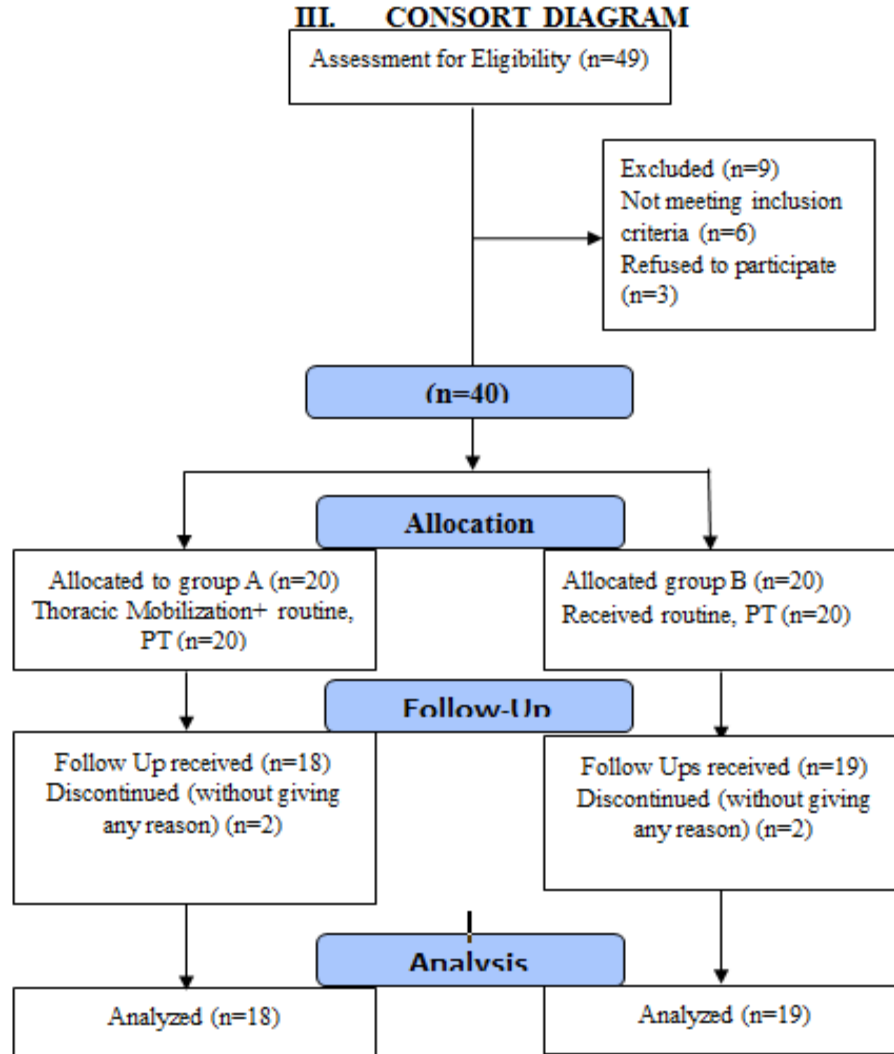 III. CONSORT DIAGRAM
Assessment for Eligibility (n=49)
Excluded (n=9)
Not meeting inclusion
criteria (n=6)
Refused to participate
(n=3)
(n=40)
Allocation
Allocated to group A (n=20)
Thoracic Mobilization+ routine,
PT (n=20)
Allocated group B (n=20)
Received routine, PT (n=20)
Follow-Up
Follow Up received (n=18)
Discontinued (without giving
any reason) (n=2)
Follow Ups received (n=19)
Discontinued (without giving
any reason) (n=2)
Analysis
Analyzed (n=18)
Analyzed (n=19)